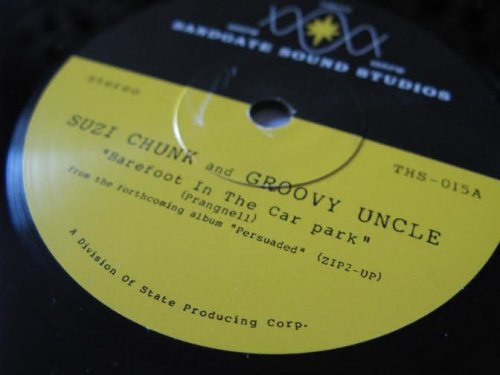 SANDGATE SOUND STUDIOS
stereo
THS-015A
SUZI CHUNK and GROOVY UNCLE
"Barefoot In The Car park"
(Prangnell)
From the forthcoming album "Persuaded" (ZIP2-UP)
A Division Of State Producing Corp.